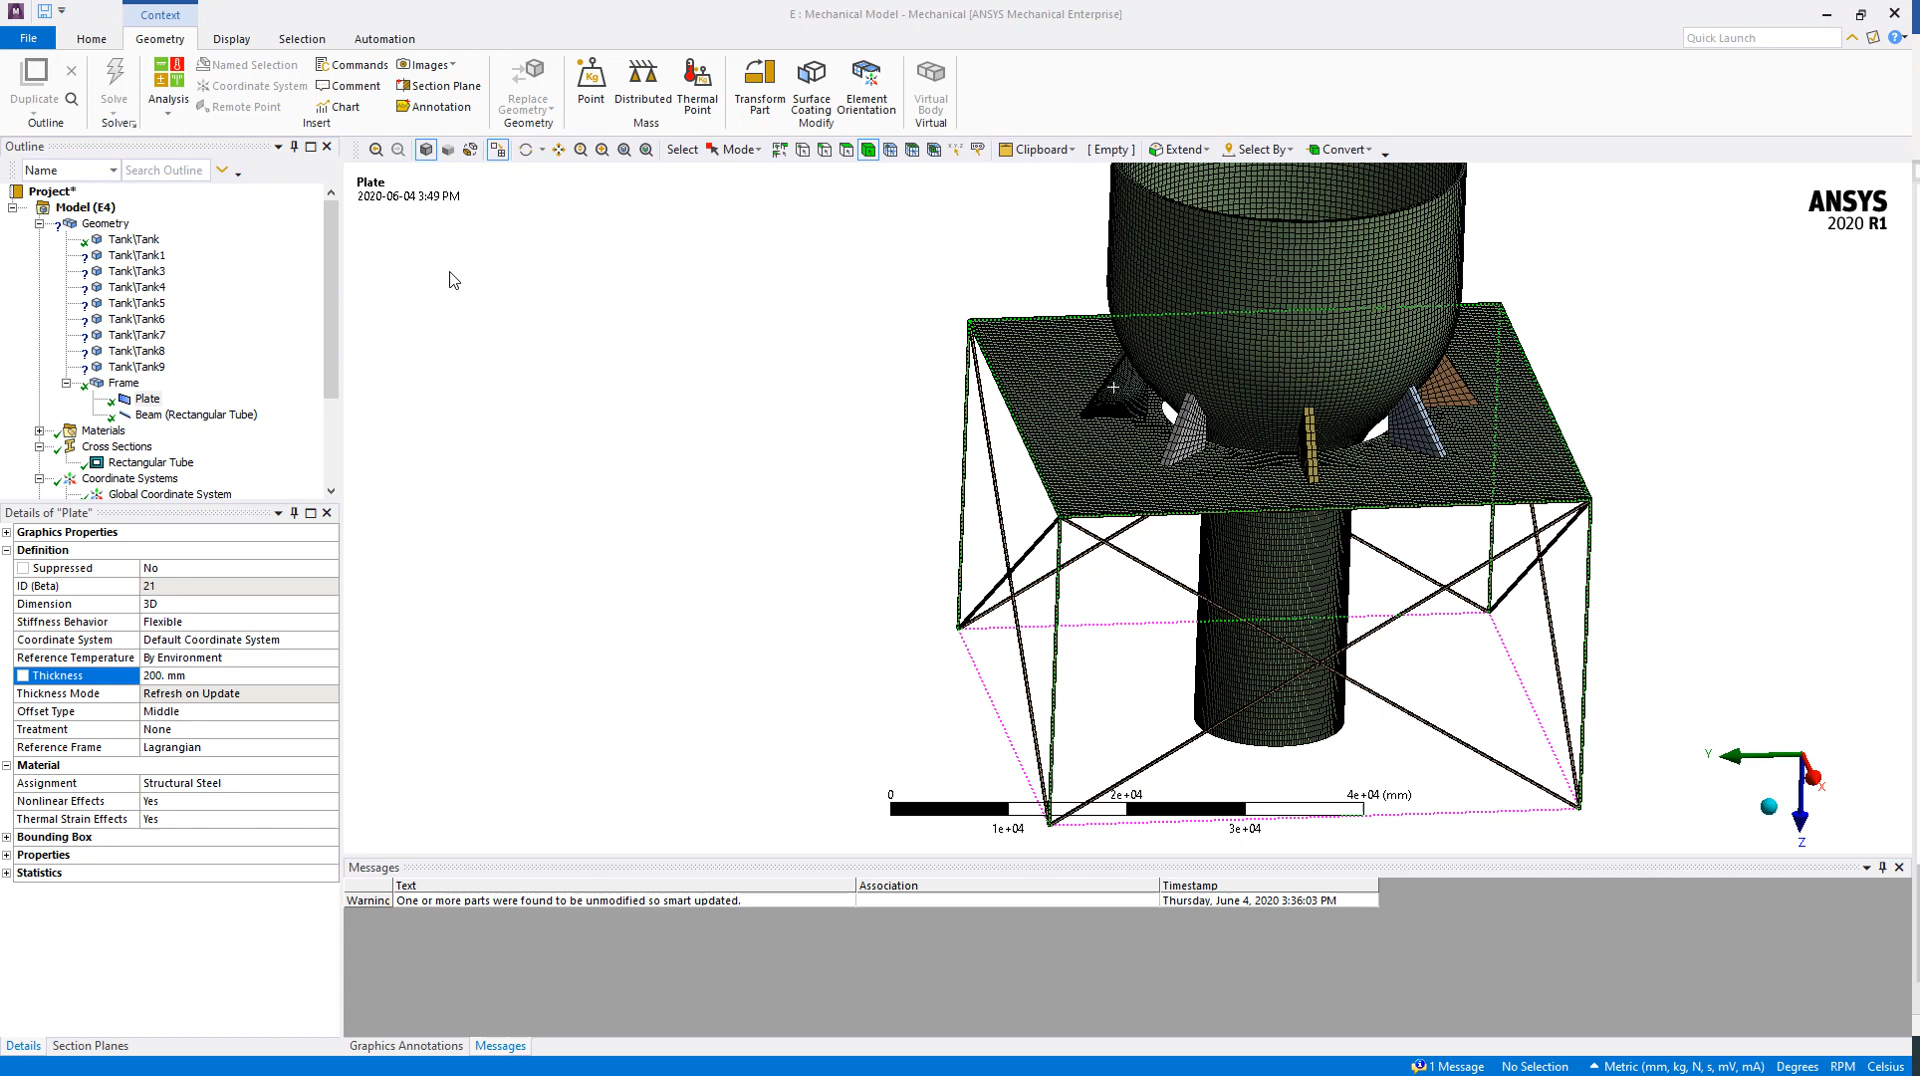 Context
E : Mechanical Model - Mechanical [ANSYS Mechanical Enterprise]
File Home Geometry Display Selection Automation
Quick Launch
Duplicate
Outline
Solve
Solver
Analysis
Named Selection
Coordinate System
Remote Point
Commands
Comment
Chart
Images
Section Plane
Annotation
Insert
Replace
Geometry
Geometry
Point
Distributed
Thermal
Point
Mass
Transform
Part
Surface
Coating
Element
Orientation
Modify
Virtual
Body
Virtual
Outline
Name
Search Outline
Select Mode Clipboard [ Empty ] Extend Select By Convert
Project*
Model (E4)
Geometry
Tank\Tank
Tank\Tank1
Tank\Tank3
Tank\Tank4
Tank\Tank5
Tank\Tank6
Tank\Tank7
Tank\Tank8
Tank\Tank9
Frame
Plate
Beam (Rectangular Tube)
Materials
Cross Sections
Rectangular Tube
Coordinate Systems
Global Coordinate System
Details of "Plate"
Graphics Properties
Definition
Suppressed No
ID (Beta) 21
Dimension 3D
Stiffness Behavior Flexible
Coordinate System Default Coordinate System
Reference Temperature By Environment
Thickness 200. mm
Thickness Mode Refresh on Update
Offset Type Middle
Treatment None
Reference Frame Lagrangian
Material
Assignment Structural Steel
Nonlinear Effects Yes
Thermal Strain Effects Yes
Bounding Box
Properties
Statistics
Details Section Planes
Plate
2020-06-04 3:49 PM
ANSYS
2020 R1
0 2e+04 4e+04 (mm)
1e+04 3e+04
Y
X
Z
Messages
Text Association Timestamp
Warninc One or more parts were found to be unmodified so smart updated. Thursday, June 4, 2020 3:36:03 PM
Graphics Annotations Messages
1 Message No Selection Metric (mm, kg, N, s, mV, mA) Degrees RPM Celsius